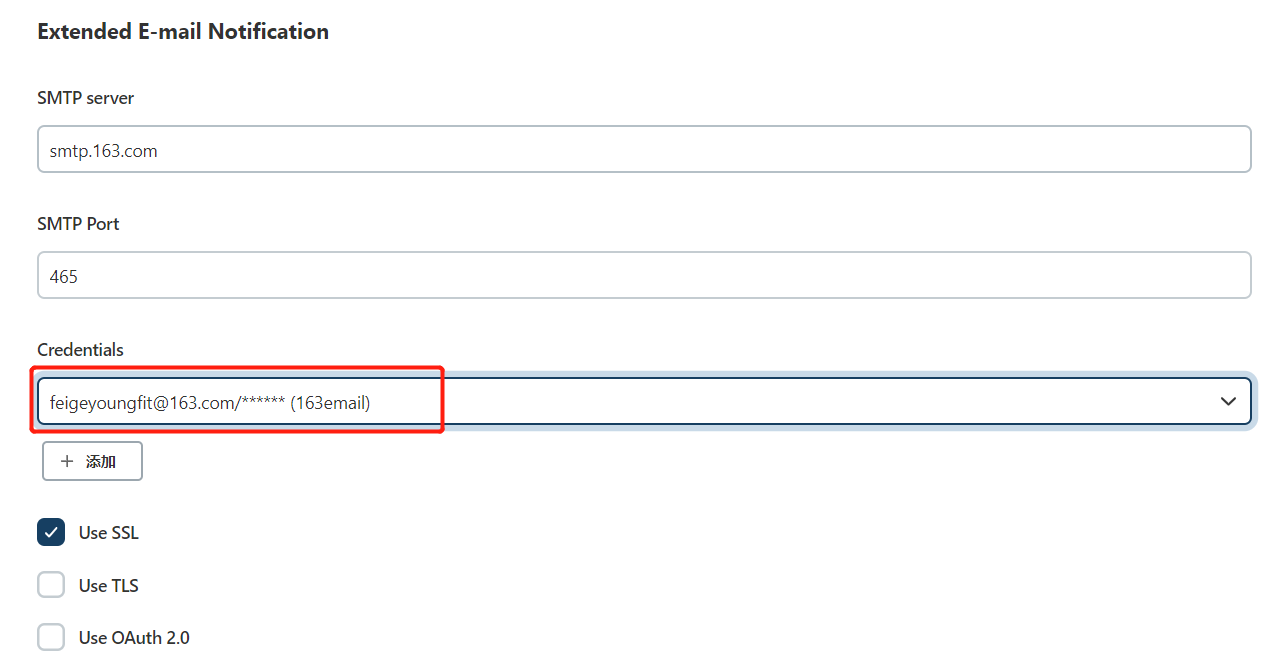 Extended E-mail Notification
SMTP server
smtp.163.com
SMTP Port
465
Credentials
feigeyoungfit@163.com/****** (163email)
+ 添加
Use SSL
Use TLS
Use OAuth 2.0